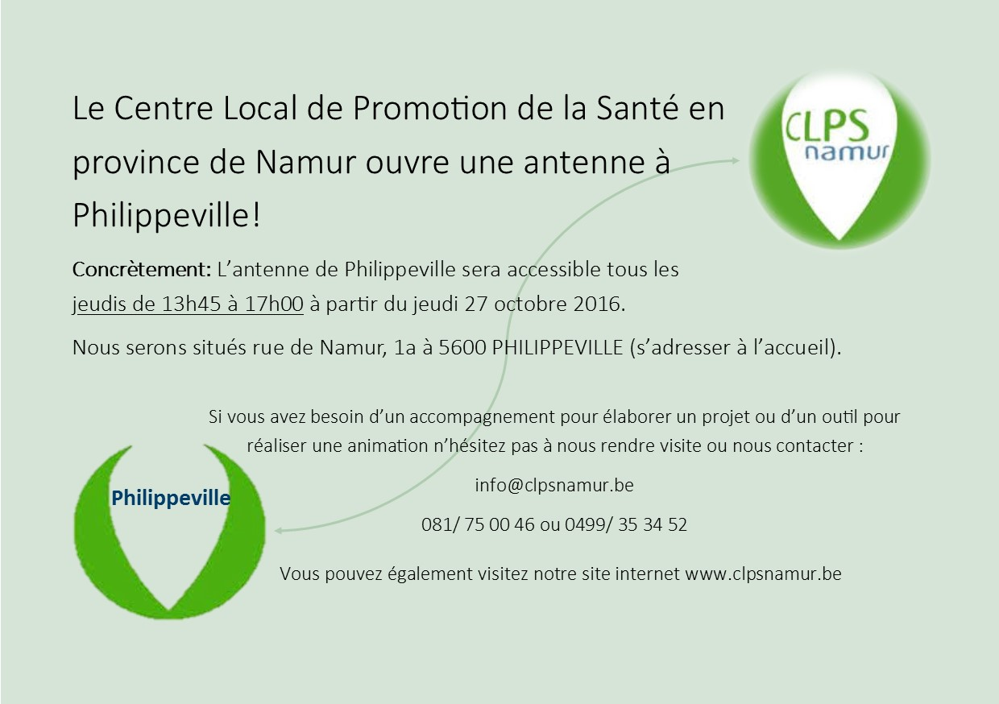 Le Centre Local de Promotion de la Santé en
province de Namur ouvre une antenne à
Philippeville!
CLPS
namur
Concrètement: L’antenne de Philippeville sera accessible tous les
jeudis de 13h45 à 17h00 à partir du jeudi 27 octobre 2016.
Nous serons situés rue de Namur, 1a à 5600 PHILIPPEVILLE (s’adresser à l’accueil).
Si vous avez besoin d’un accompagnement pour élaborer un projet ou d’un outil pour
réaliser une animation n’hésitez pas à nous rendre visite ou nous contacter :
info@clpsnamur.be
Philippeville
081/ 75 00 46 ou 0499/ 35 34 52
Vous pouvez également visitez notre site internet www.clpsnamur.be